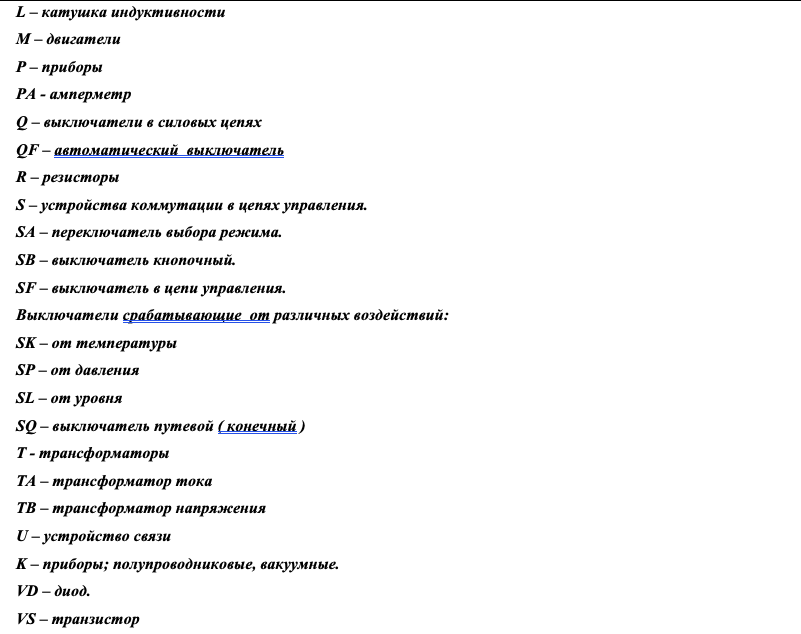 L – катушка индуктивности
M – двигатели
P – приборы
PA - амперметр
Q – выключатели в силовых цепях
QF – автоматический выключатель
R – резисторы
S – устройства коммутации в цепях управления.
SA – переключатель выбора режима.
SB – выключатель кнопочный.
SF – выключатель в цепи управления.
Выключатели срабатывающие от различных воздействий:
SK – от температуры
SP – от давления
SL – от уровня
SQ – выключатель путевой ( конечный )
T - трансформаторы
TA – трансформатор тока
TB – трансформатор напряжения
U – устройство связи
K – приборы; полупроводниковые, вакуумные.
VD – диод.
VS – транзистор